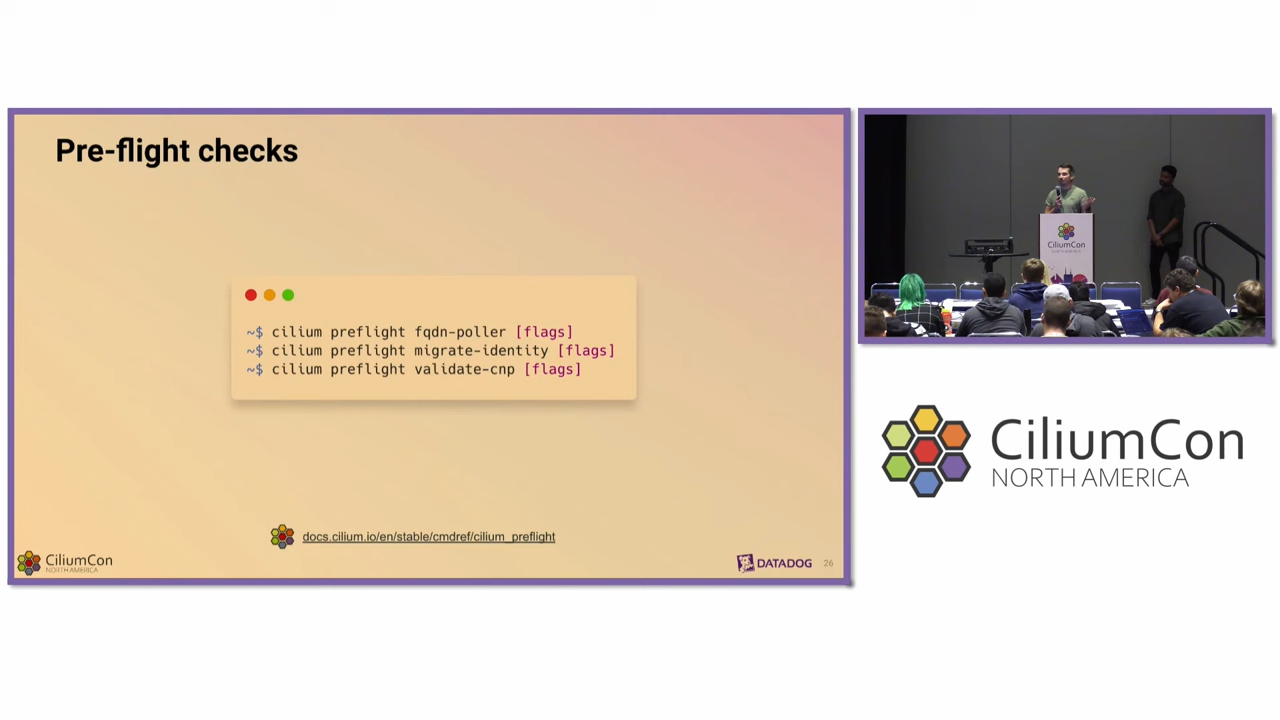 Pre-flight checks
~$ cilium preflight fqdn-poller [flags]
~$ cilium preflight migrate-identity [flags]
~$ cilium preflight validate-cnp [flags]
docs.cilium.io/en/stable/cmdref/cilium_preflight
CiliumCon
NORTH AMERICA
DATADOG
26
CiliumCon
CiliumCon
NORTH AMERICA